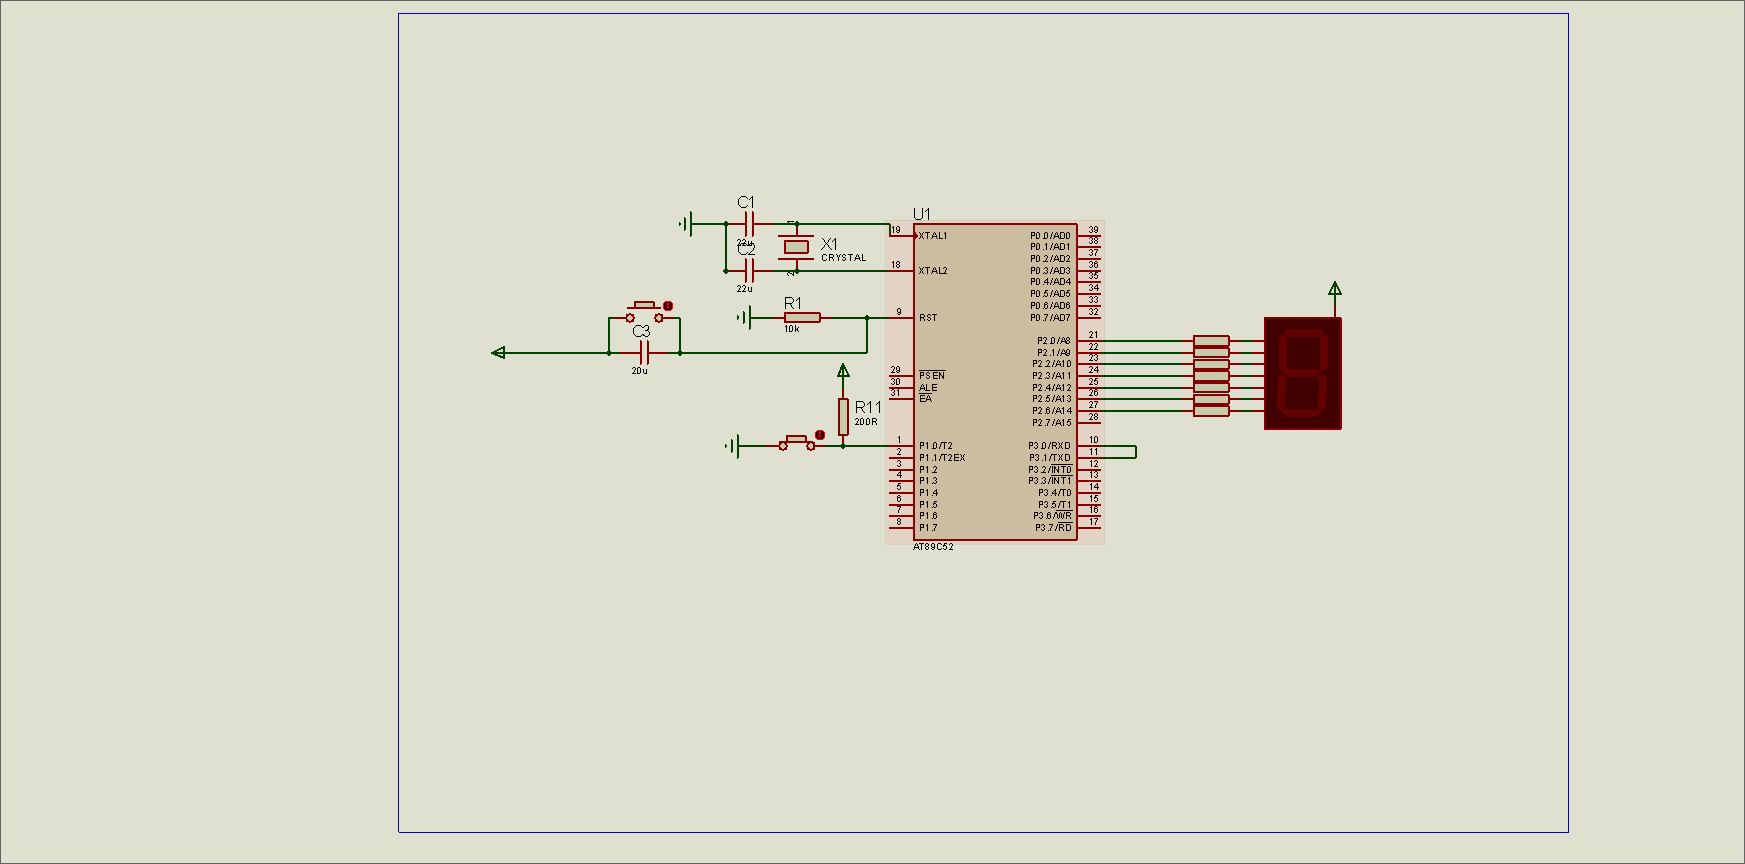 C1
22u
C2
22u
1
X1
CRYSTAL
2
C3
20u
R1
10k
R11
200R
U1
19 XTAL1
18 XTAL2
9 RST
29 PSEN
30 ALE
31 EA
1 P1.0/T2
2 P1.1/T2EX
3 P1.2
4 P1.3
5 P1.4
6 P1.5
7 P1.6
8 P1.7
P0.0/AD0 39
P0.1/AD1 38
P0.2/AD2 37
P0.3/AD3 36
P0.4/AD4 35
P0.5/AD5 34
P0.6/AD6 33
P0.7/AD7 32
P2.0/A8 21
P2.1/A9 22
P2.2/A10 23
P2.3/A11 24
P2.4/A12 25
P2.5/A13 26
P2.6/A14 27
P2.7/A15 28
P3.0/RXD 10
P3.1/TXD 11
P3.2/INT0 12
P3.3/INT1 13
P3.4/T0 14
P3.5/T1 15
P3.6/WR 16
P3.7/RD 17
AT89C52